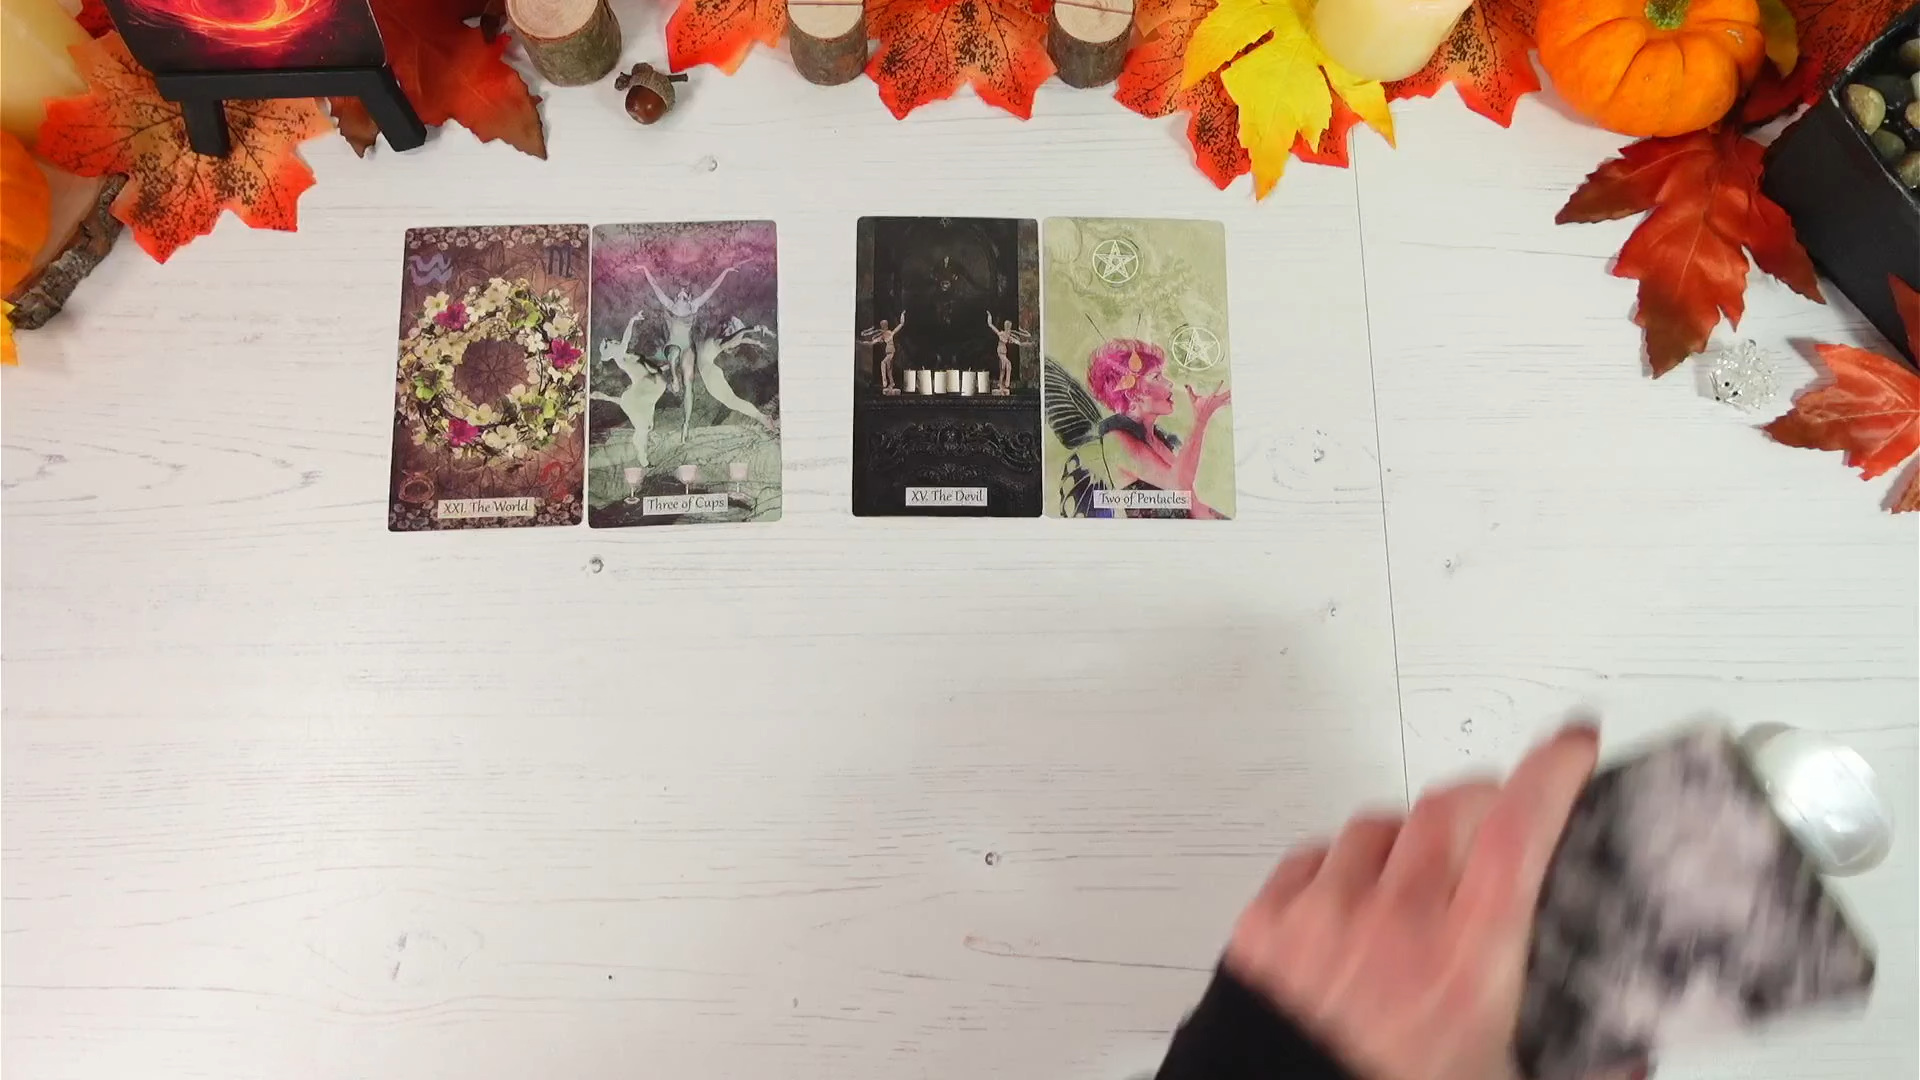 XXI. The World
Three of Cups
XV. The Devil
Two of Pentacles